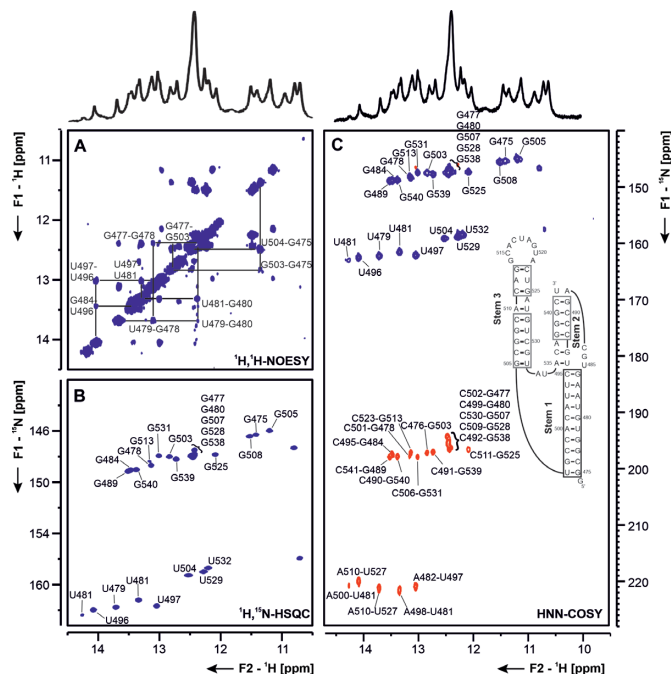 A
F1 - ¹H [ppm]
11.0
12.0
13.0
14.0
G477-G478
G477-
G503
U497-
U496
U497-
U481
G484-
U496
U504-G475
G503-G475
U481-G480
U479-G478
U479-G480
¹H,¹H-NOESY
B
F1 - ¹⁵N [ppm]
146
150
154
160
G477
G480
G507
G528
G538
G475
G505
G531
G478
G513
G503
G508
G484
G489
G540
G539
G525
U504
U532
U529
U481
U479
U481
U497
U496
¹H,¹⁵N-HSQC
14
13
12
11
F2 - ¹H [ppm]
C
G477
G480
G507
G528
G538
G531
G513
G478
G503
G475
G505
G484
G489
G540
G539
G525
G508
U504
U532
U529
U481
U479
U481
U497
U496
C502-G477
C499-G480
C530-G507
C509-G528
C492-G538
C523-G513
C501-G478
C476-G503
C495-G484
C511-G525
C541-G489
C490-G540
C491-G539
C506-G531
A510-U527
A482-U497
A500-U481
A510-U527
A498-U481
HNN-COSY
Stem 3
Stem 2
Stem 1
F1 - ¹⁵N [ppm]
150
160
170
180
190
200
210
220
14
13
12
11
10
F2 - ¹H [ppm]